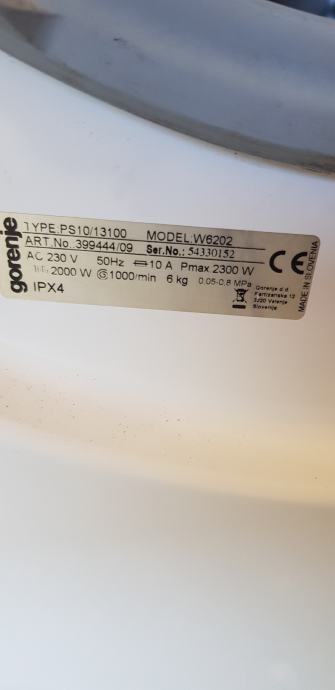 gorenje
TYPE:PS10/13100 MODEL:W6202
ART.No.:399444/09 Ser.No.: 54330152
AC 230 V 50Hz 10 A Pmax 2300 W
2000 W 1000/min 6 kg 0.05-0.8 MPa
IPX4
CE
Gorenje d.d.
Partizanska 12
3320 Velenje
Slovenije
MADE IN SLOVENIA